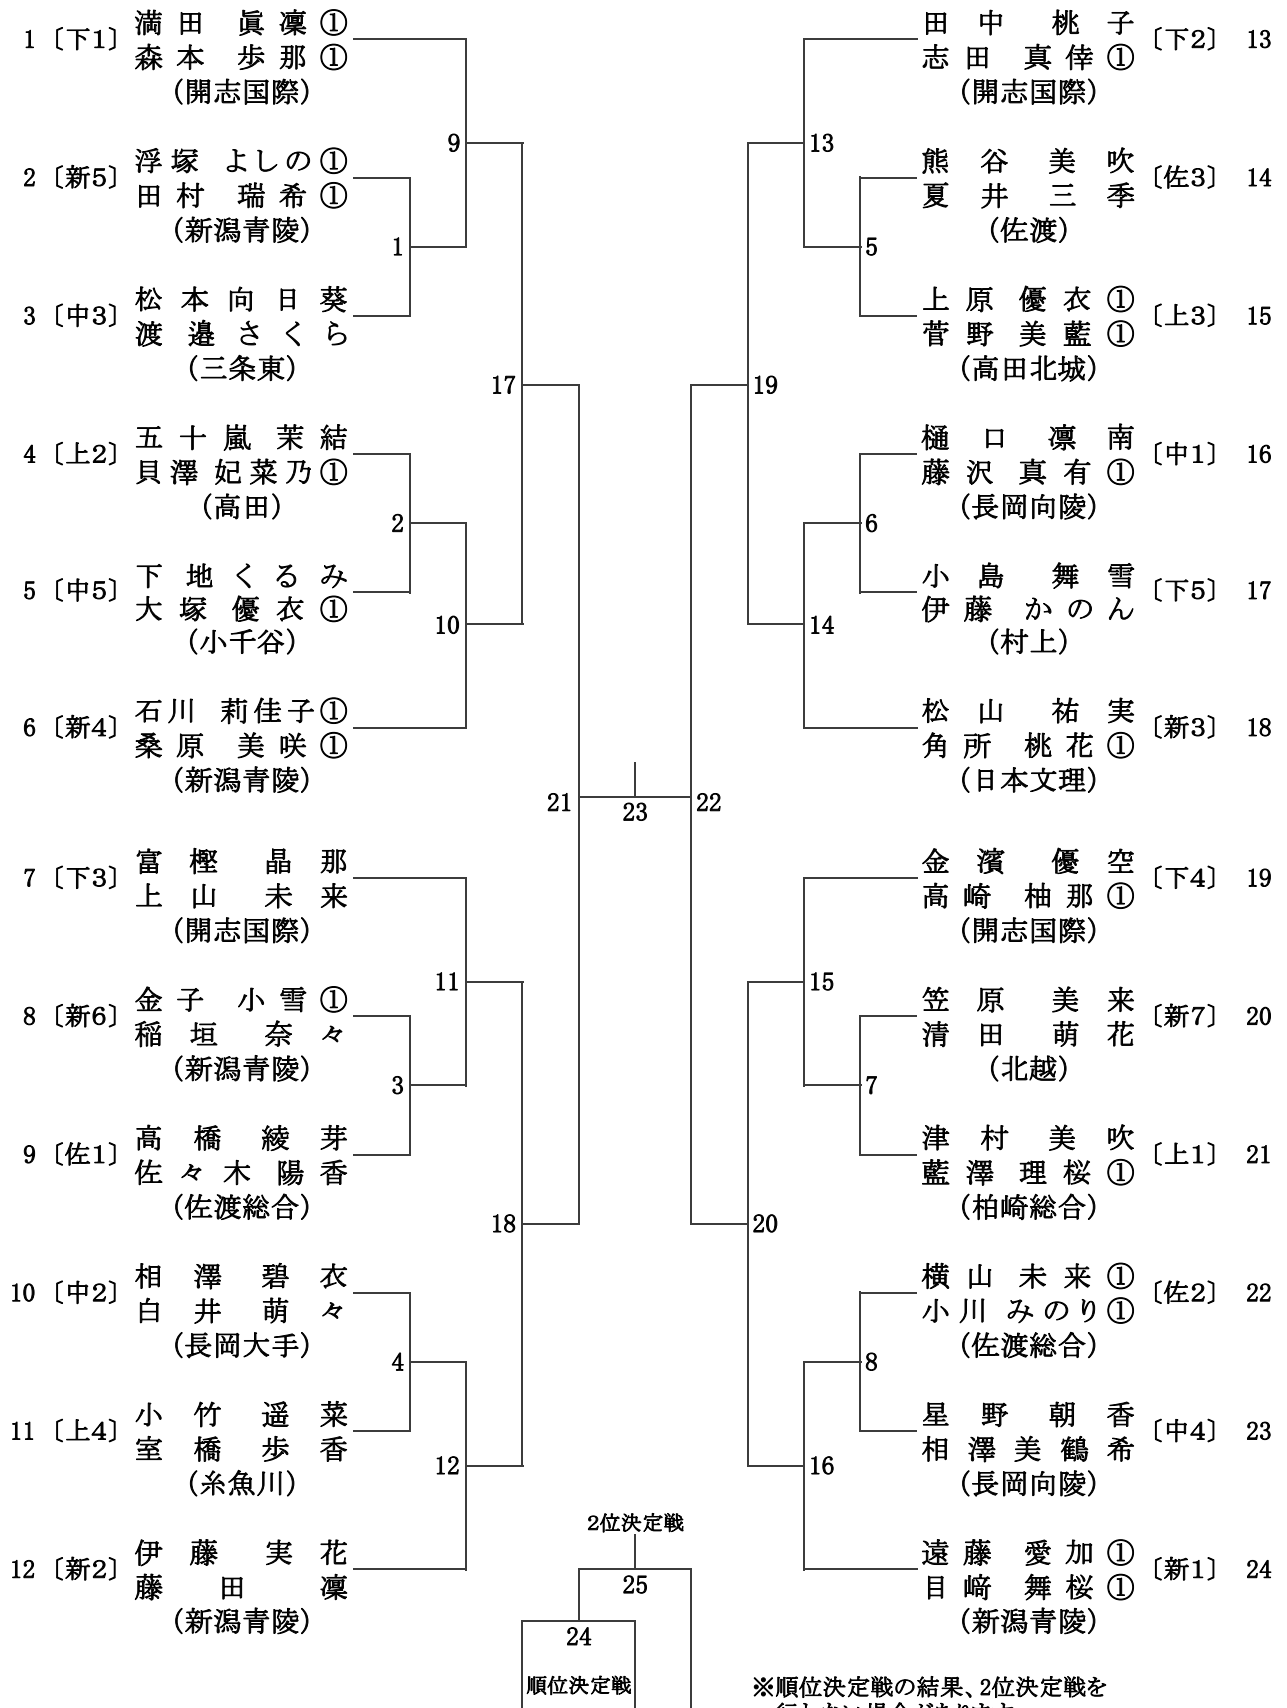 1 〔下1〕 満田 眞凜①
森本 歩那①
(開志国際)
2 〔新5〕 浮塚 よしの①
田村 瑞希①
(新潟青陵)
3 〔中3〕 松本向日葵
渡邉さくら
(三条東)
4 〔上2〕 五十嵐茉結
貝澤妃菜乃①
(高田)
5 〔中5〕 下地くるみ
大塚優衣①
(小千谷)
6 〔新4〕 石川 莉佳子①
桑原 美咲①
(新潟青陵)
7 〔下3〕 富樫 晶那
上山 未来
(開志国際)
8 〔新6〕 金子 小雪①
稲垣 奈々
(新潟青陵)
9 〔佐1〕 高橋 綾芽
佐々木陽香
(佐渡総合)
10 〔中2〕 相澤 碧衣
白井 萌々
(長岡大手)
11 〔上4〕 小竹 遥菜
室橋 歩香
(糸魚川)
12 〔新2〕 伊藤 実花
藤田 凜
(新潟青陵)
9
1
17
2
10
21
11
3
18
4
12
23
22
13
5
19
6
14
15
7
20
8
16
田中 桃子 〔下2〕 13
志田 真倖①
(開志国際)
熊谷 美吹 〔佐3〕 14
夏井 三季
(佐渡)
上原 優衣① 〔上3〕 15
菅野 美藍①
(高田北城)
樋口 凛南 〔中1〕 16
藤沢 真有①
(長岡向陵)
小島 舞雪 〔下5〕 17
伊藤 かのん
(村上)
松山 祐実 〔新3〕 18
角所 桃花①
(日本文理)
金濱 優空 〔下4〕 19
高崎 柚那①
(開志国際)
笠原 美来 〔新7〕 20
清田 萌花
(北越)
津村 美吹 〔上1〕 21
藍澤 理桜①
(柏崎総合)
横山 未来① 〔佐2〕 22
小川 みのり①
(佐渡総合)
星野 朝香 〔中4〕 23
相澤美鶴希
(長岡向陵)
遠藤 愛加① 〔新1〕 24
目﨑 舞桜①
(新潟青陵)
2位決定戦
25
24
順位決定戦
※順位決定戦の結果、2位決定戦を